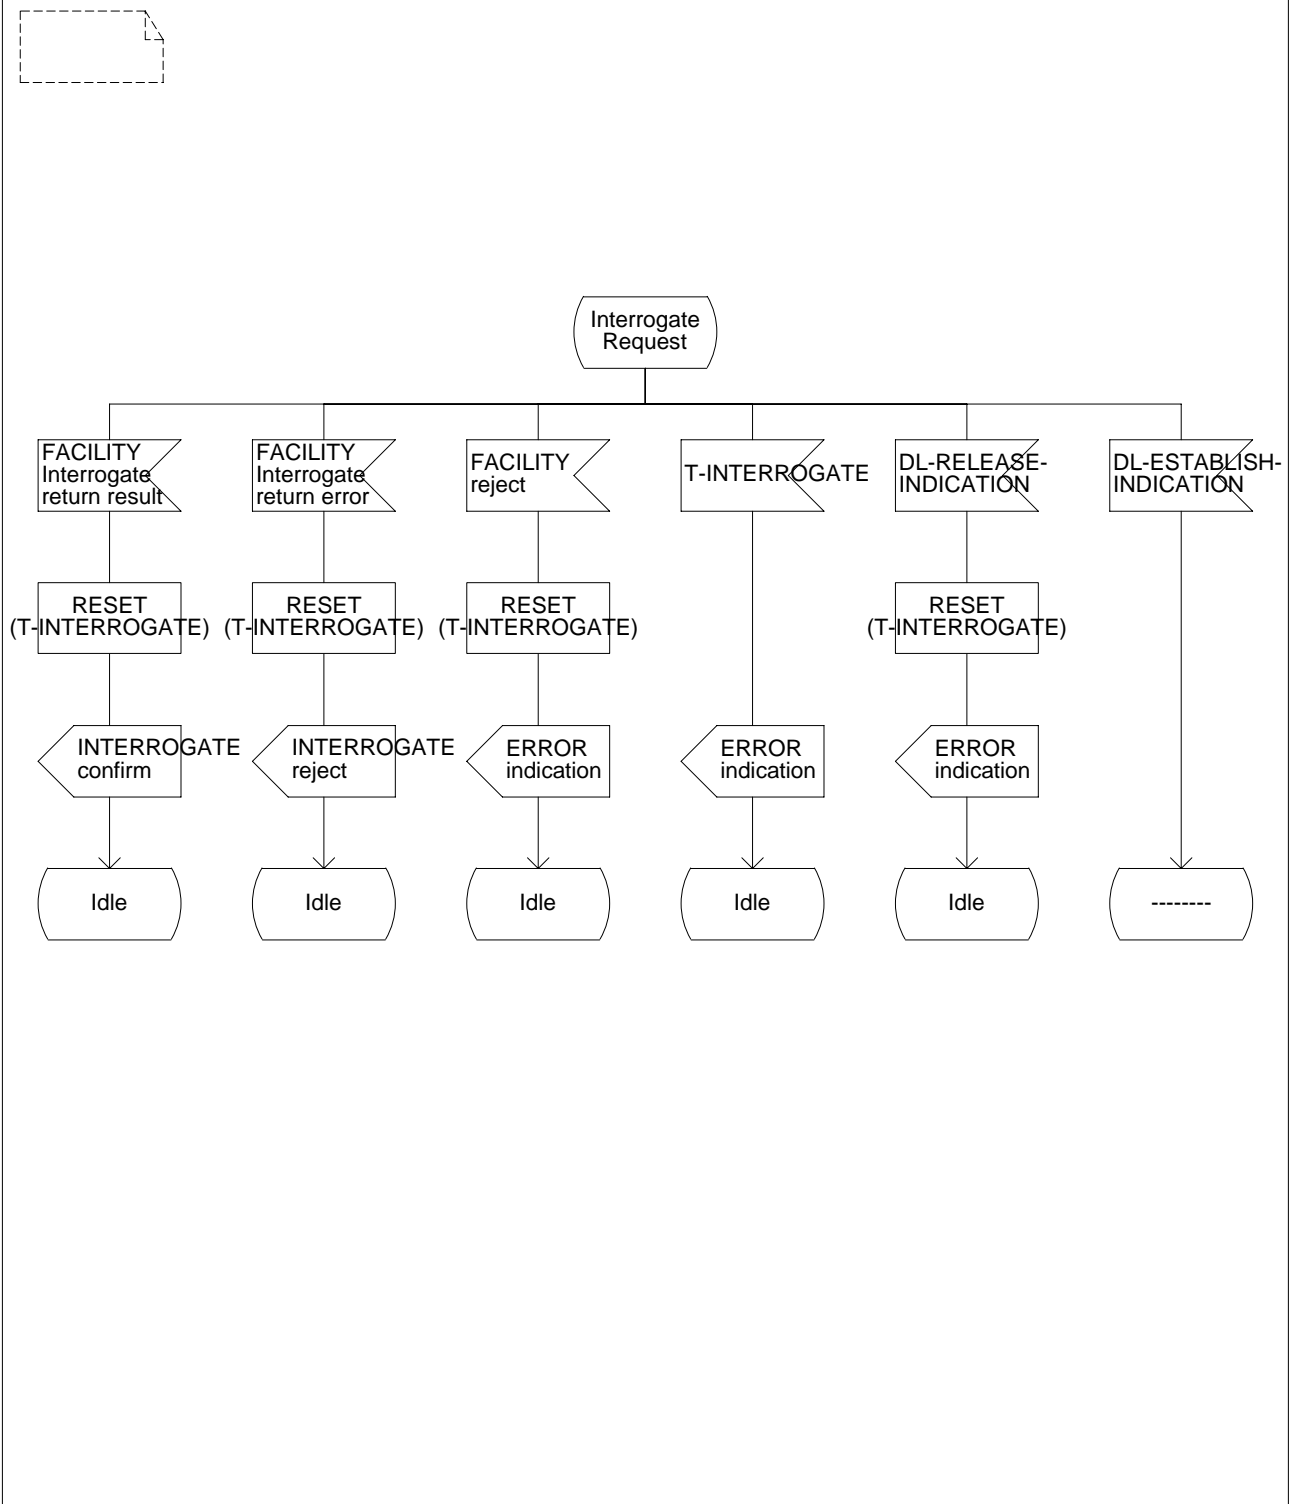 Interrogate
Request
FACILITY
Interrogate
return result
FACILITY
Interrogate
return error
FACILITY
reject
T-INTERROGATE
DL-RELEASE-
INDICATION
DL-ESTABLISH-
INDICATION
RESET
(T-INTERROGATE)
RESET
(T-INTERROGATE)
RESET
(T-INTERROGATE)
RESET
(T-INTERROGATE)
INTERROGATE
confirm
INTERROGATE
reject
ERROR
indication
ERROR
indication
ERROR
indication
Idle
Idle
Idle
Idle
Idle
--------